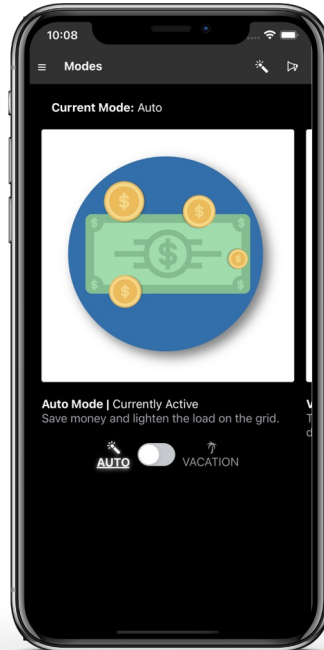 10:08
Modes
Current Mode: Auto
$ $ $ $
$
$ $ $ $
Auto Mode | Currently Active
Save money and lighten the load on the grid.
AUTO VACATION